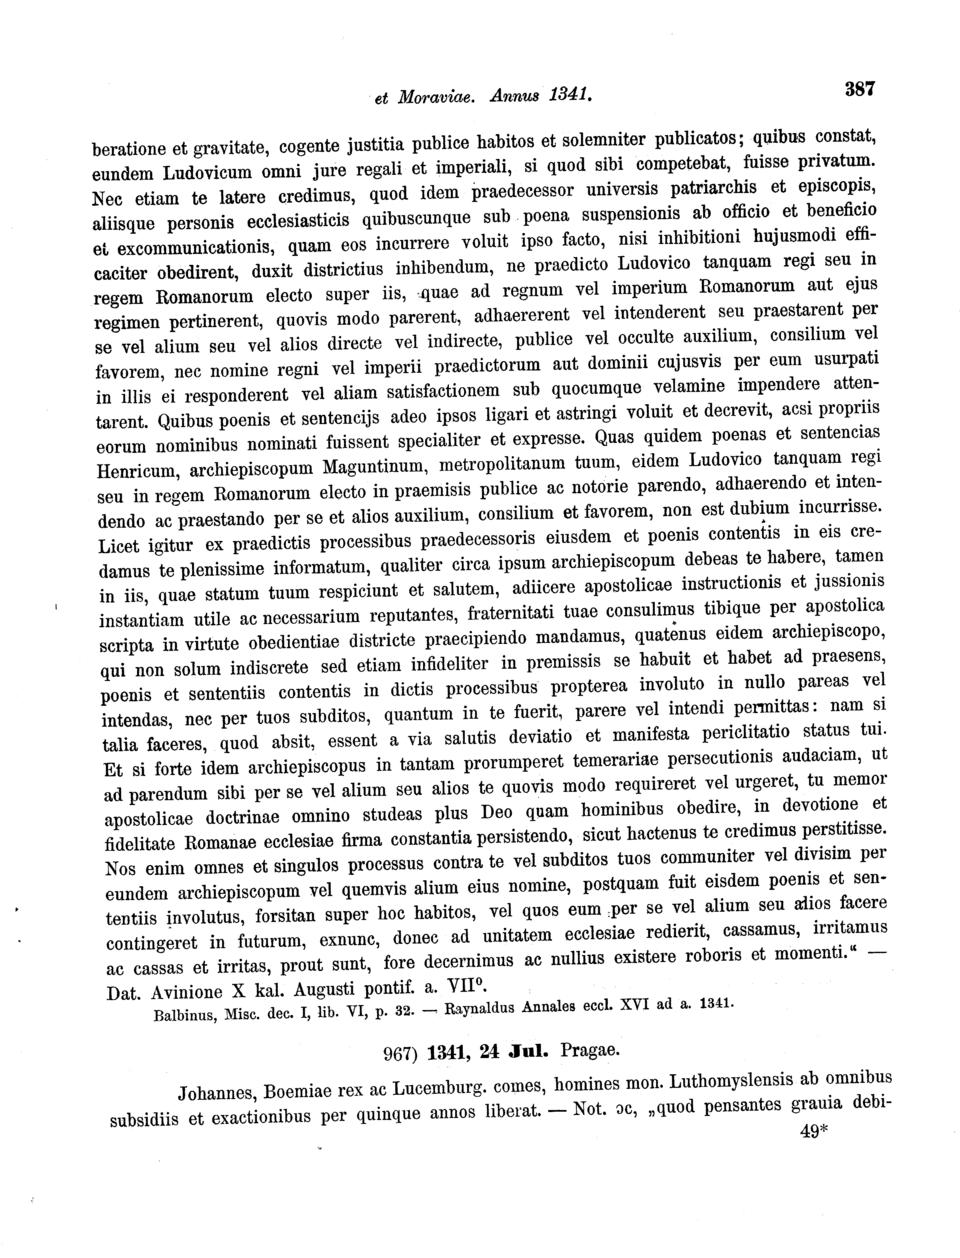 et Moraviae. Annus 1341. 387
beratione et gravitate, cogente justitia publice habitos et solemniter publicatos; quibus constat,
eundem Ludovicum omni jure regali et imperiali, si quod sibi competebat, fuisse privatum.
Nec etiam te latere credimus, quod idem praedecessor universis patriarchis et episcopis,
aliisque personis ecclesiasticis quibuscunque sub poena suspensionis ab officio et beneficio
et excommunicationis, quam eos incurrere voluit ipso facto, nisi inhibitioni hujusmodi effi-
caciter obedirent, duxit districtius inhibendum, ne praedicto Ludovico tanquam regi seu in
regem Romanorum electo super iis, quae ad regnum vel imperium Romanorum aut ejus
regimen pertinerent, quovis modo parerent, adhaererent vel intenderent seu praestarent per
se vel alium seu vel alios directe vel indirecte, publice vel occulte auxilium, consilium vel
favorem, nec nomine regni vel imperii praedictorum aut dominii cujusvis per eum usurpati
in illis ei responderent vel aliam satisfactionem sub quocumque velamine impendere atten-
tarent. Quibus poenis et sentencijs adeo ipsos ligari et astringi voluit et decrevit, acsi propriis
eorum nominibus nominati fuissent specialiter et expresse. Quas quidem poenas et sentencias
Henricum, archiepiscopum Maguntinum, metropolitanum tuum, eidem Ludovico tanquam regi
seu in regem Romanorum electo in praemisis publice ac notorie parendo, adhaerendo et inten-
dendo ac praestando per se et alios auxilium, consilium et favorem, non est dubium incurrisse.
Licet igitur ex praedictis processibus praedecessoris eiusdem et poenis contentis in eis cre-
damus te plenissime informatum, qualiter circa ipsum archiepiscopum debeas te habere, tamen
in iis, quae statum tuum respiciunt et salutem, adiicere apostolicae instructionis et jussionis
instantiam utile ac necessarium reputantes, fraternitati tuae consulimus tibique per apostolica
scripta in virtute obedientiae districte praecipiendo mandamus, quatenus eidem archiepiscopo,
qui non solum indiscrete sed etiam infideliter in premissis se habuit et habet ad praesens,
poenis et sententiis contentis in dictis processibus propterea involuto in nullo pareas vel
intendas, nec per tuos subditos, quantum in te fuerit, parere vel intendi permittas: nam si
talia faceres, quod absit, essent a via salutis deviatio et manifesta periclitatio status tui.
Et si forte idem archiepiscopus in tantam prorumperet temerariae persecutionis audaciam, ut
ad parendum sibi per se vel alium seu alios te quovis modo requireret vel urgeret, tu memor
apostolicae doctrinae omnino studeas plus Deo quam hominibus obedire, in devotione et
fidelitate Romanae ecclesiae firma constantia persistendo, sicut hactenus te credimus perstitisse.
Nos enim omnes et singulos processus contra te vel subditos tuos communiter vel divisim per
eundem archiepiscopum vel quemvis alium eius nomine, postquam fuit eisdem poenis et sen-
tentiis involutus, forsitan super hoc habitos, vel quos eum per se vel alium seu alios facere
contingeret in futurum, exnunc, donec ad unitatem ecclesiae redierit, cassamus, irritamus
ac cassas et irritas, prout sunt, fore decernimus ac nullius existere roboris et momenti.“ —
Dat. Avinione X kal. Augusti pontif. a. VIIº.
Balbinus, Misc. dec. I, lib. VI, p. 32. — Raynaldus Annales eccl. XVI ad a. 1341.
967) 1341, 24 Jul. Pragae.
Johannes, Boemiae rex ac Lucemburg. comes, homines mon. Luthomyslensis ab omnibus
subsidiis et exactionibus per quinque annos liberat. — Not. ɔc, „quod pensantes grauia debi-
49*